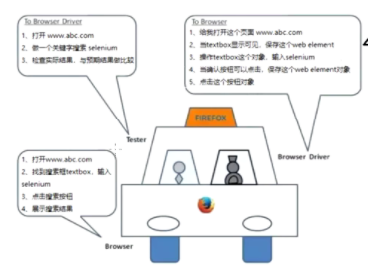 To Browser Driver
1、打开 www.abc.com
2、做一个关键字搜索 selenium
3、检查实际结果，与预期结果做比较
To Browser
1、给我打开这个页面 www.abc.com
2、当textbox显示可见，保存这个web element
3、操作textbox这个对象，输入selenium
4、当确认按钮可以点击，保存这个web element对象
5、点击这个按钮对象
4
FIREFOX
Tester
Browser Driver
1、打开www.abc.com
2、找到搜索框textbox，输入
selenium
3、点击搜索按钮
4、展示搜索结果
Browser